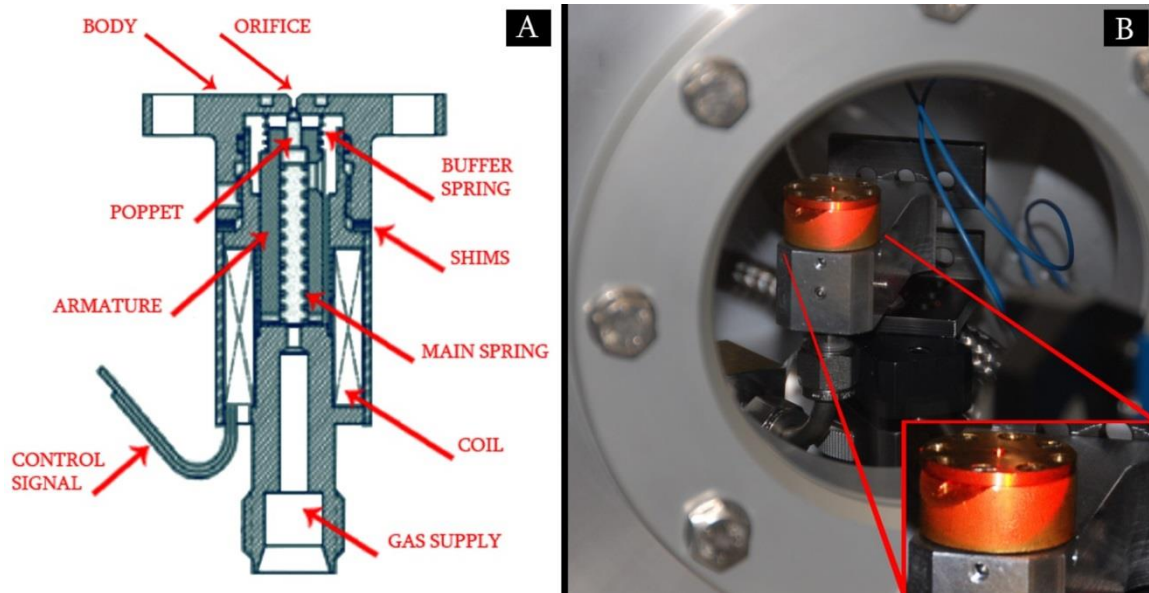 BODY
ORIFICE
A
B
BUFFER
SPRING
POPPET
SHIMS
ARMATURE
MAIN SPRING
COIL
CONTROL
SIGNAL
GAS SUPPLY